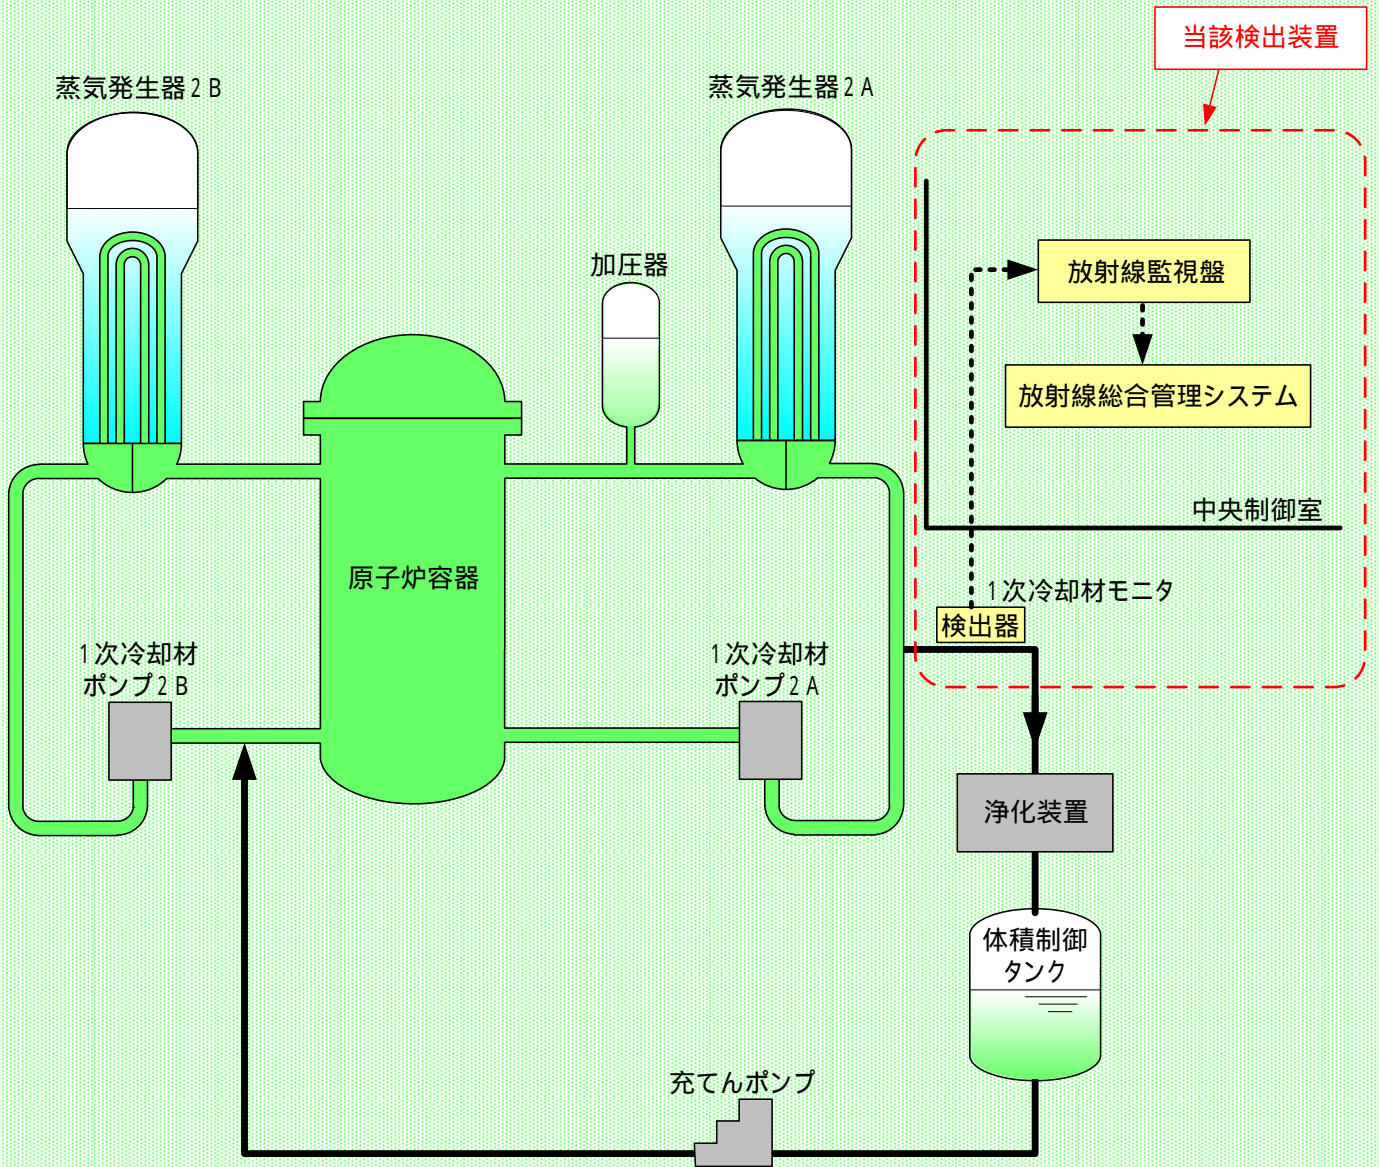 当該検出装置
蒸気発生器2B
蒸気発生器2A
加圧器
放射線監視盤
放射線総合管理システム
中央制御室
原子炉容器
1次冷却材モニタ
検出器
1次冷却材
ポンプ2B
1次冷却材
ポンプ2A
浄化装置
体積制御
タンク
充てんポンプ